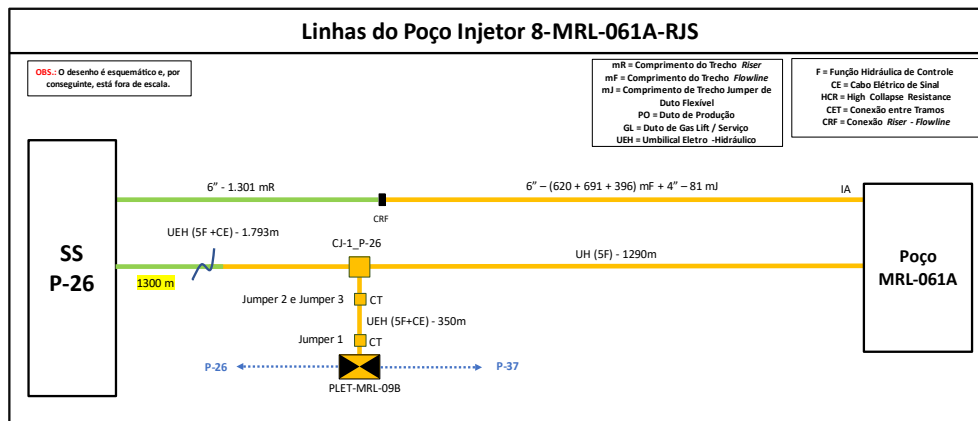 Linhas do Poço Injetor 8-MRL-061A-RJS
OBS.: O desenho é esquemático e, por
conseguinte, está fora de escala.
mR = Comprimento do Trecho Riser
mF = Comprimento do Trecho Flowline
mJ = Comprimento de Trecho Jumper de
Duto Flexível
PO = Duto de Produção
GL = Duto de Gas Lift / Serviço
UEH = Umbilical Eletro -Hidráulico
F = Função Hidráulica de Controle
CE = Cabo Elétrico de Sinal
HCR = High Collapse Resistance
CET = Conexão entre Tramos
CRF = Conexão Riser - Flowline
6” - 1.301 mR
6” – (620 + 691 + 396) mF + 4” – 81 mJ
IA
CRF
UEH (5F +CE) - 1.793m
CJ-1_P-26
UH (5F) - 1290m
SS
P-26
Poço
MRL-061A
1300 m
Jumper 2 e Jumper 3
CT
UEH (5F+CE) - 350m
Jumper 1
CT
P-26
P-37
PLET-MRL-09B